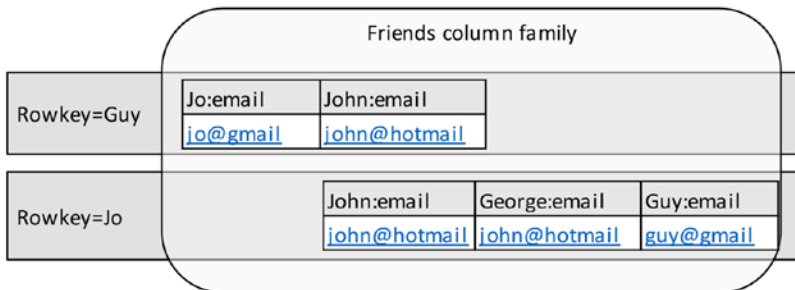 Friends column family
Rowkey=Guy
Jo:email John:email
jo@gmail john@hotmail
Rowkey=Jo
John:email George:email Guy:email
john@hotmail john@hotmail guy@gmail